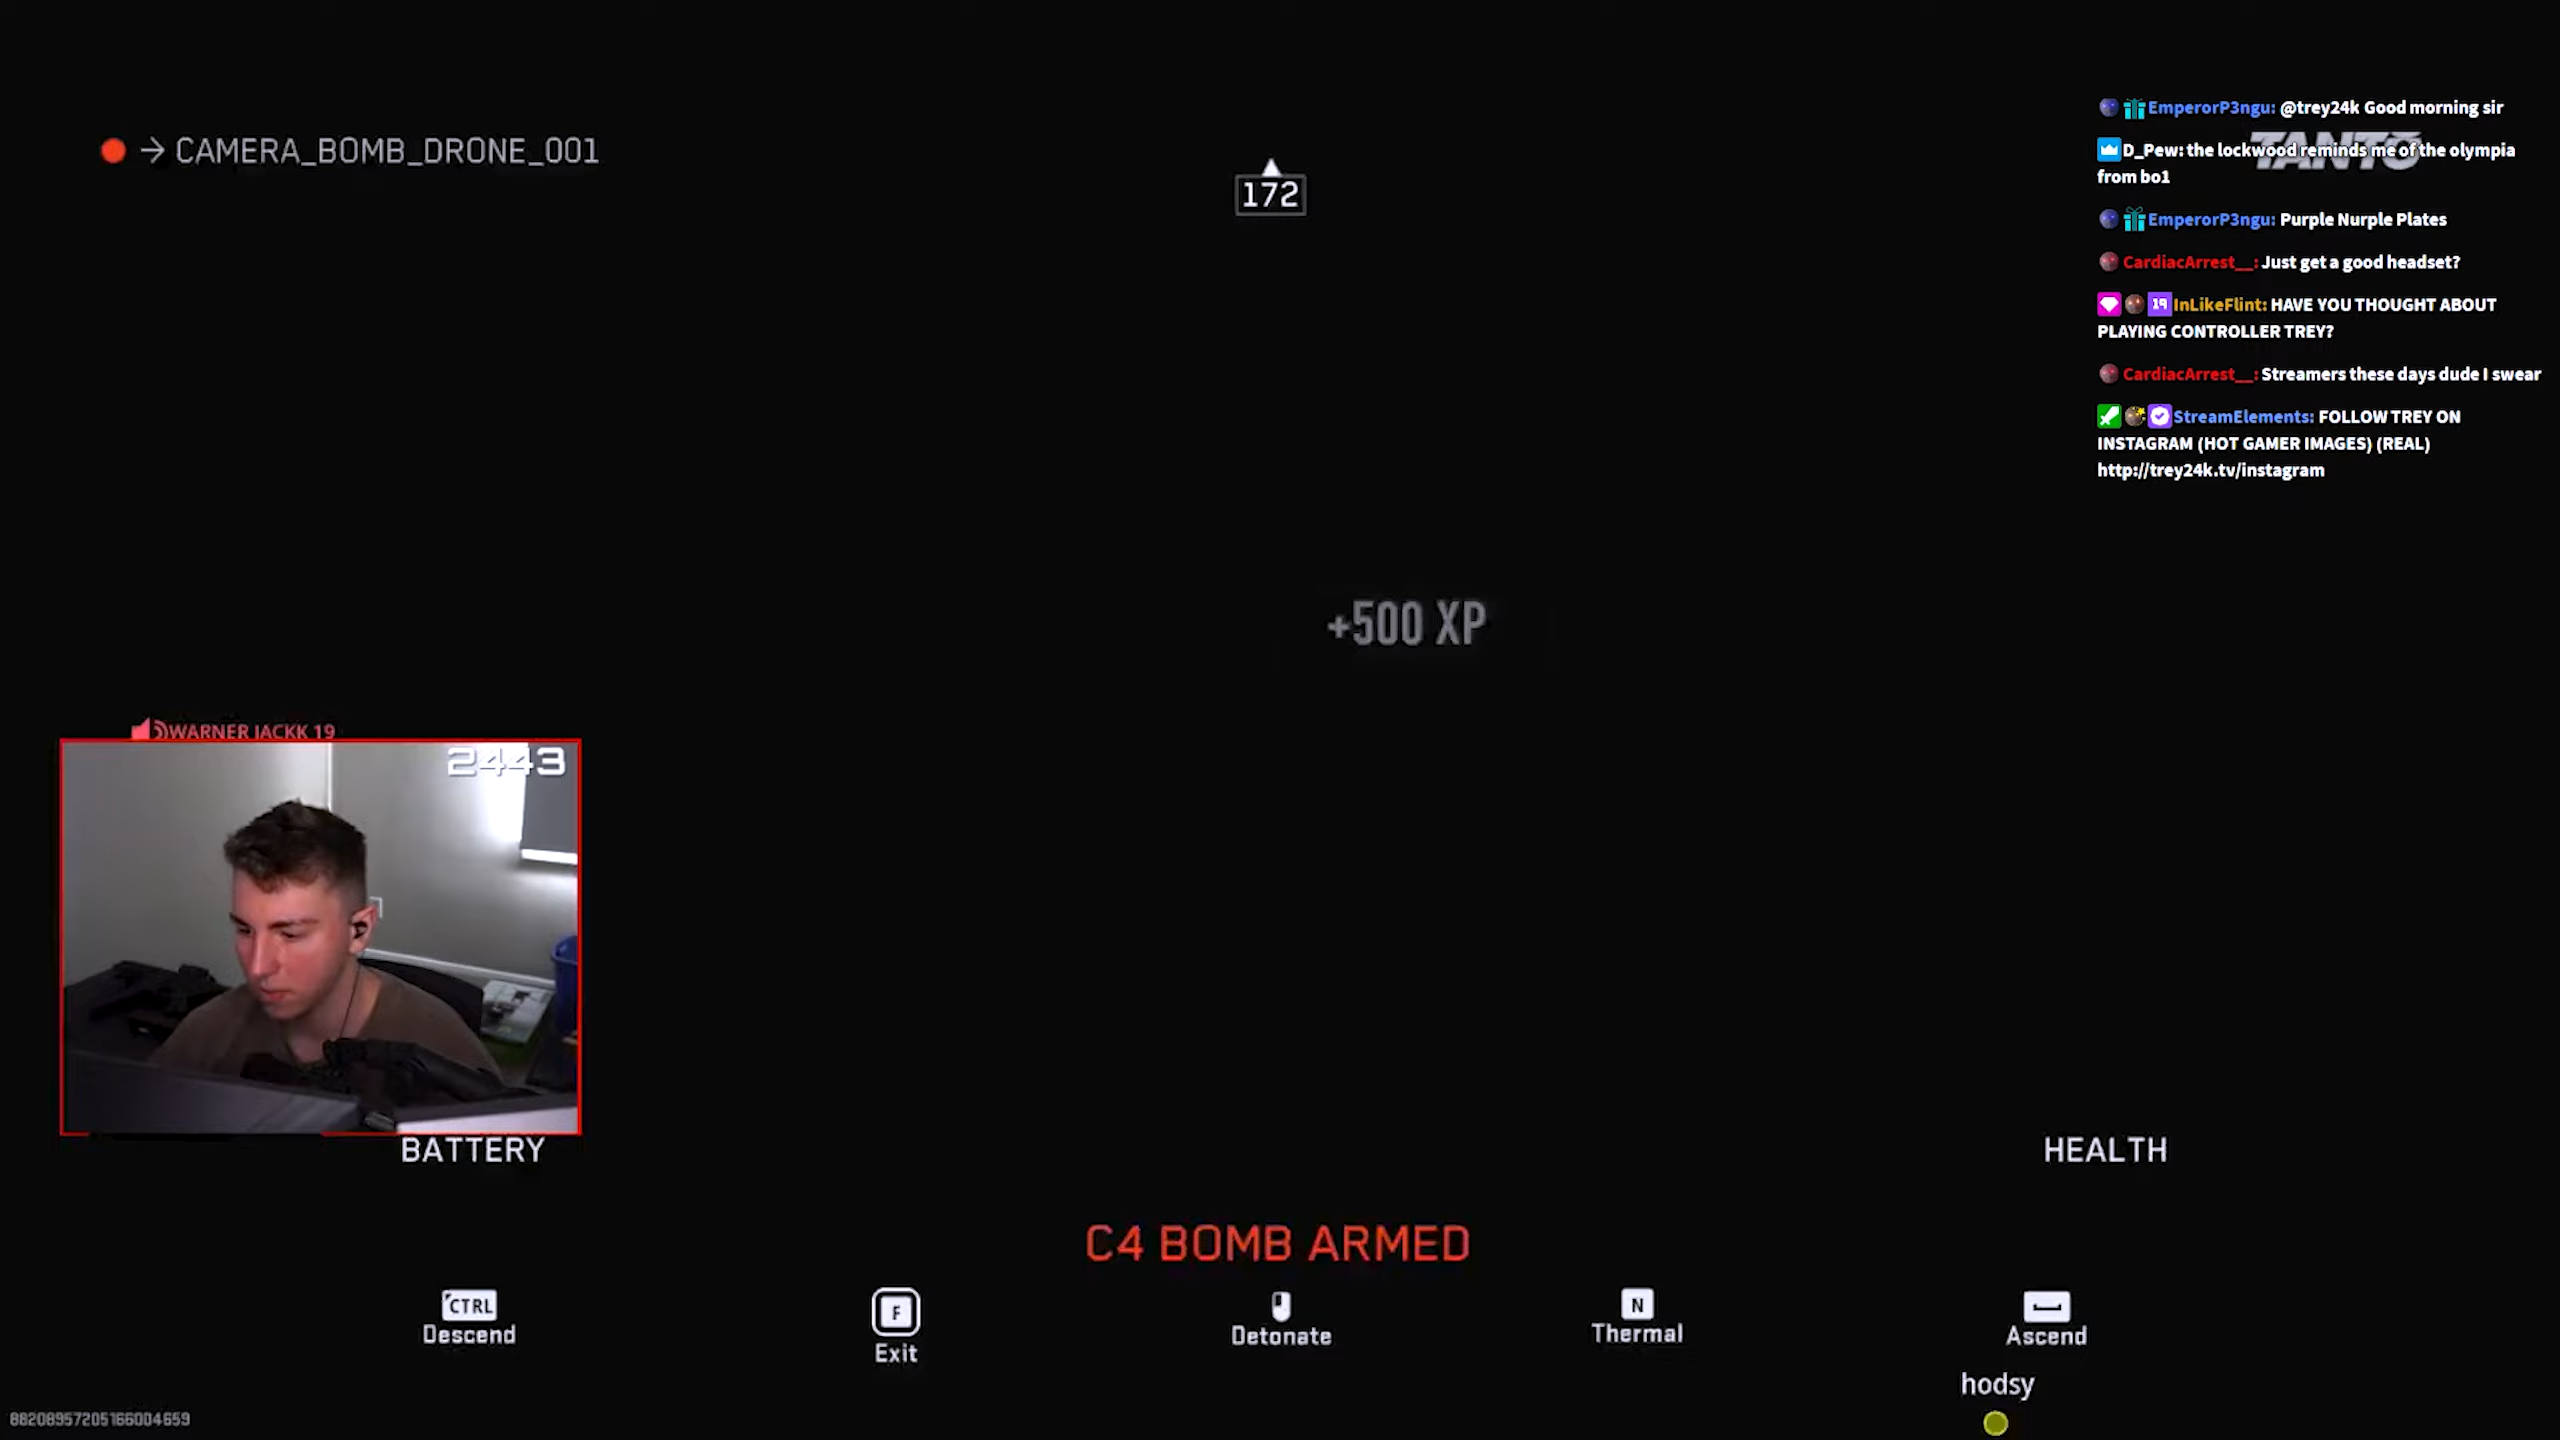 CAMERA_BOMB_DRONE_001
172
EmperorP3ngu: @trey24k Good morning sir
TANTO
D_Pew: the lockwood reminds me of the olympia
from bo1
EmperorP3ngu: Purple Nurple Plates
CardiacArrest__: Just get a good headset?
19 InLikeFlint: HAVE YOU THOUGHT ABOUT
PLAYING CONTROLLER TREY?
CardiacArrest__: Streamers these days dude I swear
StreamElements: FOLLOW TREY ON
INSTAGRAM (HOT GAMER IMAGES) (REAL)
http://trey24k.tv/instagram
+500 XP
WARNER JACKK 19
2443
BATTERY
HEALTH
C4 BOMB ARMED
CTRL
Descend
F
Exit
Detonate
N
Thermal
Ascend
hodsy
88208957205166004659